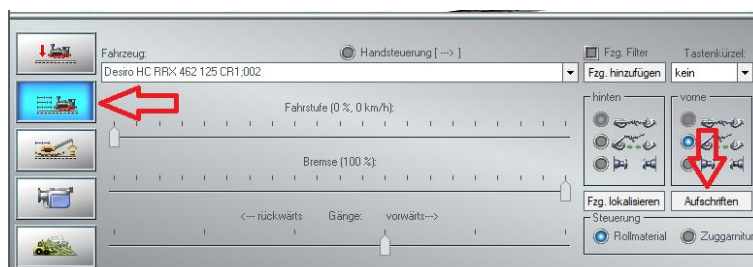 Fahrzeug:
Handsteuerung [ ---> ]
Fzg. Filter
Tastenkürzel:
Desiro HC RRX 462 125 CR1;002
Fzg. hinzufügen
kein
Fahrstufe (0 %, 0 km/h):
hinten
vorne
Bremse (100 %):
Fzg. lokalisieren
Aufschriften
<--- rückwärts Gänge: vorwärts--->
Steuerung
Rollmaterial
Zuggarnitur